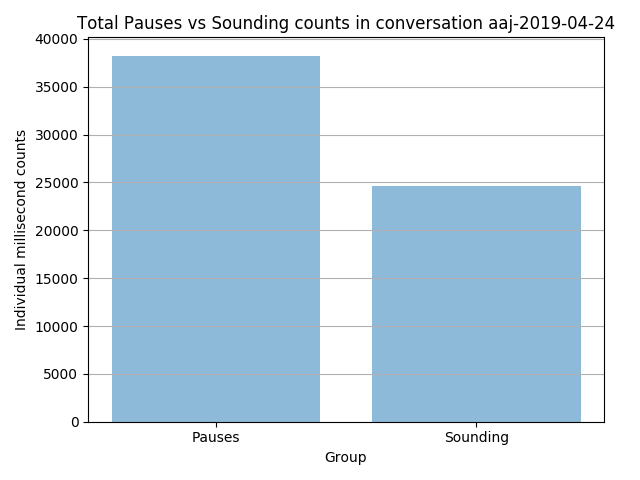 Total Pauses vs Sounding counts in conversation aaj-2019-04-24
40000
35000
30000
25000
20000
15000
10000
5000
0
Individual millisecond counts
Pauses Sounding
Group